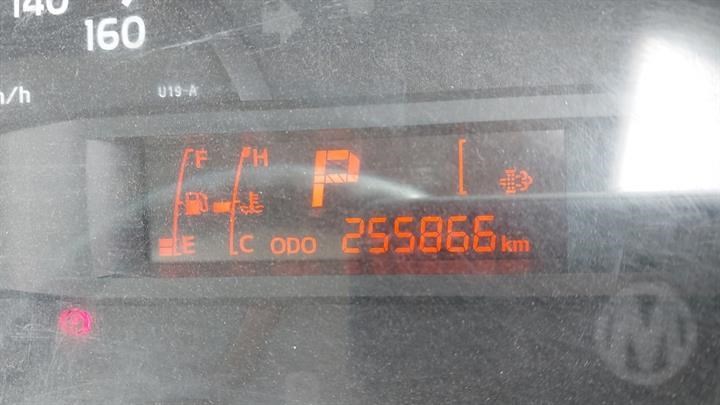 140
160
m/h
U19-A
F H P
E C ODO 255866 km
M